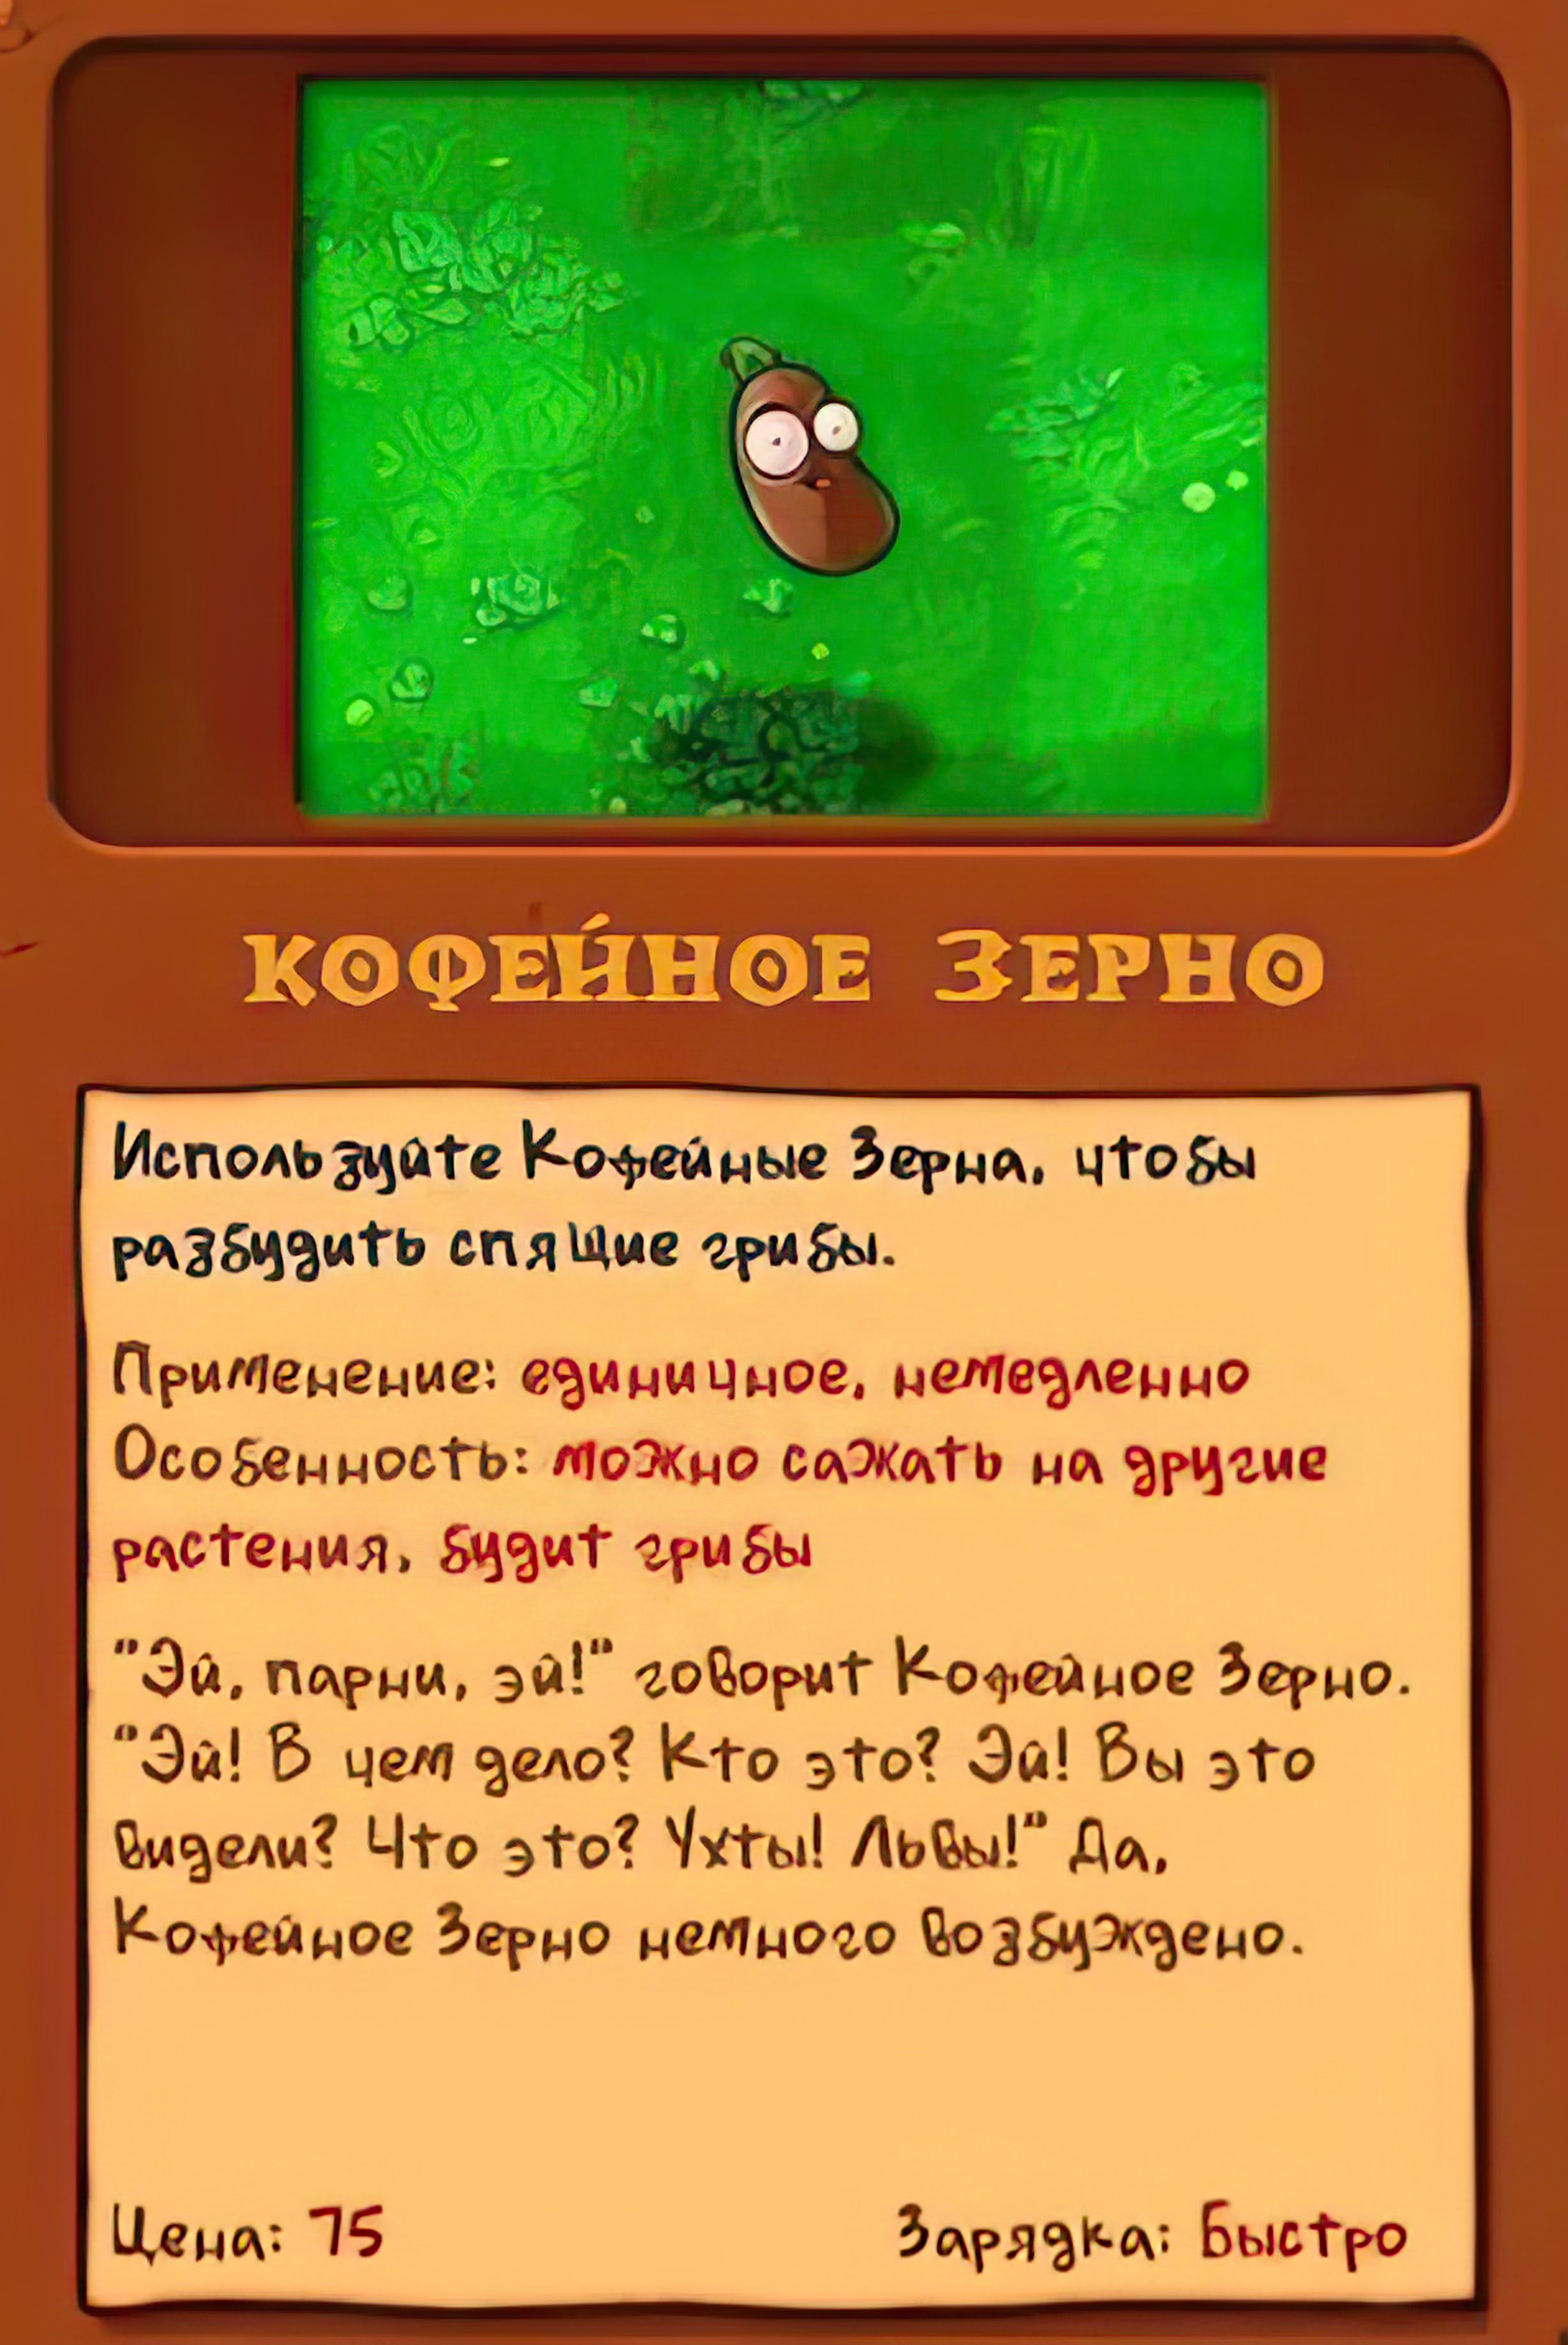 КОФЕЙНОЕ ЗЕРНО
Используйте Кофейные Зерна, чтобы
разбудить спящие грибы.
Применение: единичное, немедленно
Особенность: можно сажать на другие
растения, будит грибы
"Эй, парни, эй!" говорит Кофейное Зерно.
"Эй! В чем дело? Кто это? Эй! Вы это
видели? Что это? Ухты! Львы!" Да,
Кофейное Зерно немного возбуждено.
Цена: 75 Зарядка: Быстро